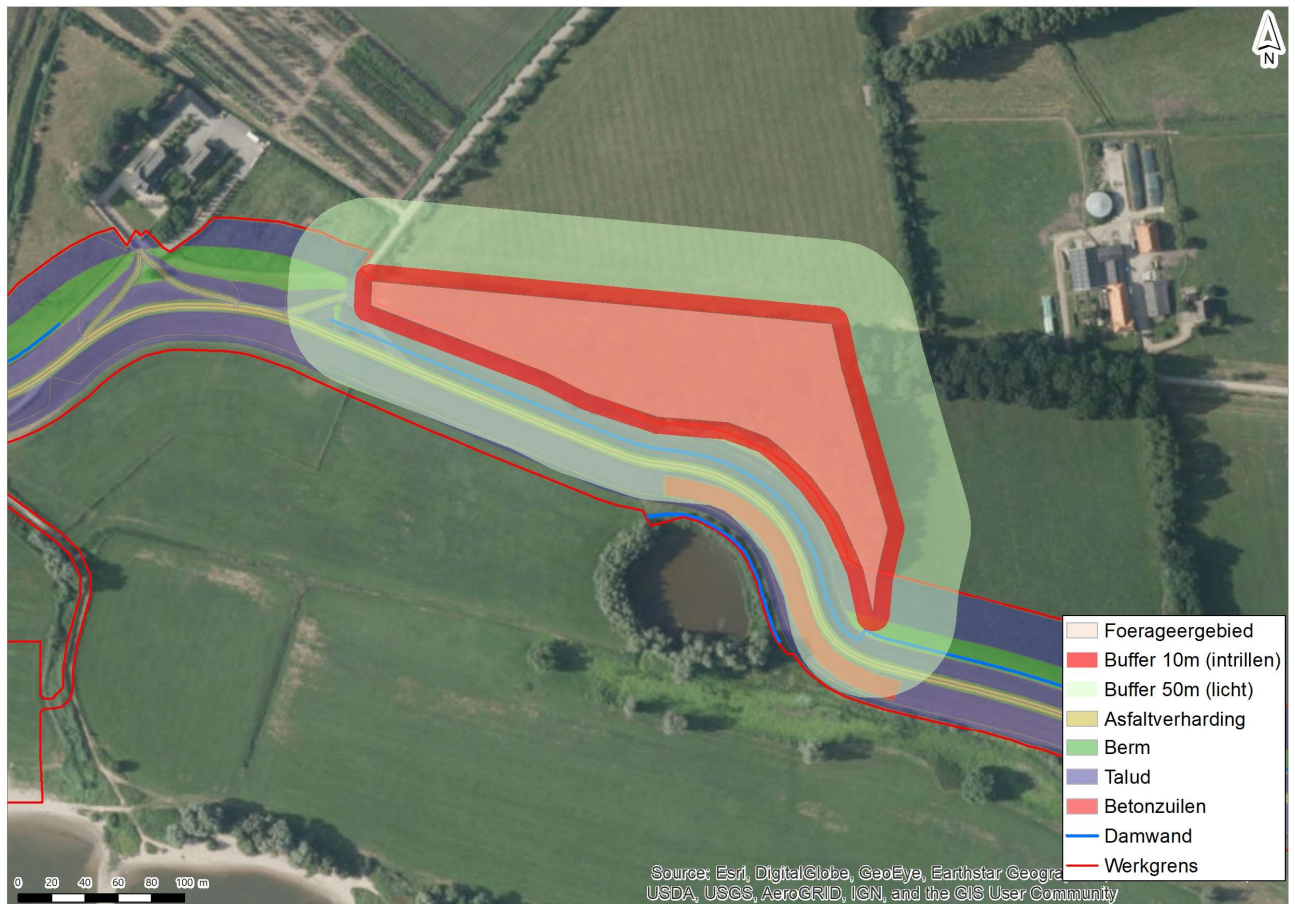 N
Foerageergebied
Buffer 10m (intrillen)
Buffer 50m (licht)
Asfaltverharding
Berm
Talud
Betonzuilen
Damwand
Werkgrens
0 20 40 60 80 100 m
Source: Esri, DigitalGlobe, GeoEye, Earthstar
USDA, USGS, AeroGRID, IGN, and the GIS User Community